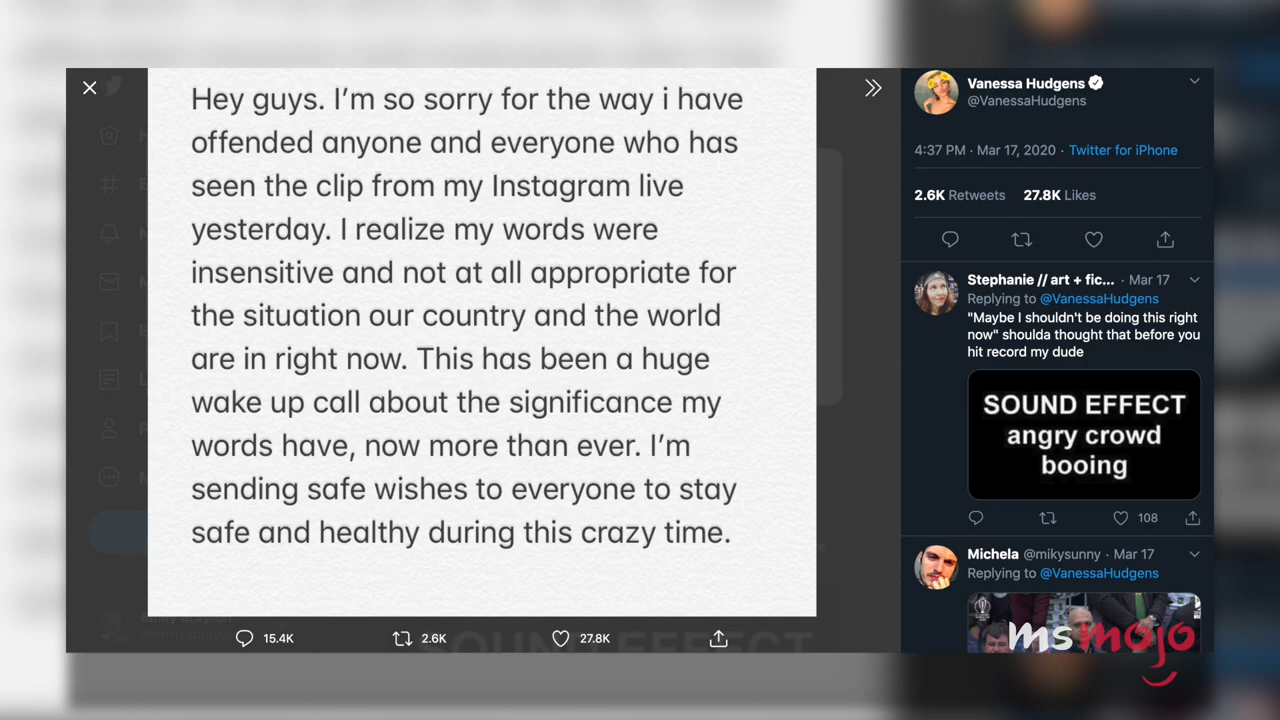 Hey guys. I’m so sorry for the way i have
offended anyone and everyone who has
seen the clip from my Instagram live
yesterday. I realize my words were
insensitive and not at all appropriate for
the situation our country and the world
are in right now. This has been a huge
wake up call about the significance my
words have, now more than ever. I’m
sending safe wishes to everyone to stay
safe and healthy during this crazy time.
15.4K 2.6K 27.8K
Vanessa Hudgens
@VanessaHudgens
4:37 PM · Mar 17, 2020 · Twitter for iPhone
2.6K Retweets 27.8K Likes
Stephanie // art + fic... · Mar 17
Replying to @VanessaHudgens
"Maybe I shouldn't be doing this right
now" shoulda thought that before you
hit record my dude
SOUND EFFECT
angry crowd
booing
108
Michela @mikysunny · Mar 17
Replying to @VanessaHudgens
msmojo